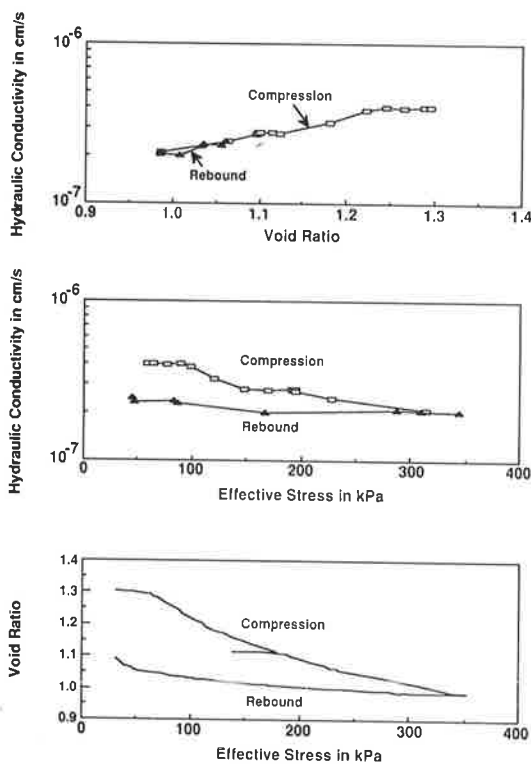 Hydraulic Conductivity in cm/s
10-6
10-7
Compression
Rebound
0.9 1.0 1.1 1.2 1.3 1.4
Void Ratio
Hydraulic Conductivity in cm/s
10-6
10-7
Compression
Rebound
0 100 200 300 400
Effective Stress in kPa
Void Ratio
1.4
1.3
1.2
1.1
1.0
0.9
Compression
Rebound
0 100 200 300 400
Effective Stress in kPa